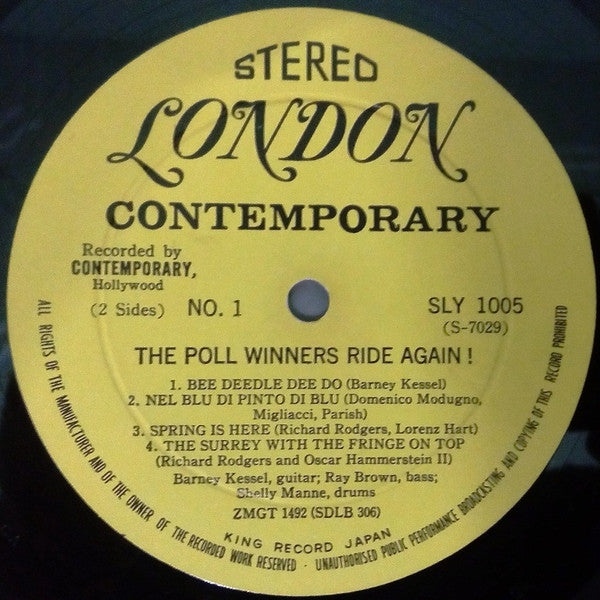 STEREO
LONDON
CONTEMPORARY
Recorded by
CONTEMPORARY,
Hollywood
(2 Sides) NO. 1
SLY 1005
(S-7029)
THE POLL WINNERS RIDE AGAIN!
1. BEE DEEDLE DEE DO (Barney Kessel)
2. NEL BLU DI PINTO DI BLU (Domenico Modugno,
Migliacci, Parish)
3. SPRING IS HERE (Richard Rodgers, Lorenz Hart)
4. THE SURREY WITH THE FRINGE ON TOP
(Richard Rodgers and Oscar Hammerstein II)
Barney Kessel, guitar; Ray Brown, bass;
Shelly Manne, drums
ZMGT 1492 (SDLB 306)
KING RECORD JAPAN
ALL RIGHTS OF THE MANUFACTURER AND OF THE OWNER OF THE RECORDED WORK RESERVED · UNAUTHORISED PUBLIC PERFORMANCE BROADCASTING AND COPYING OF THIS RECORD PROHIBITED